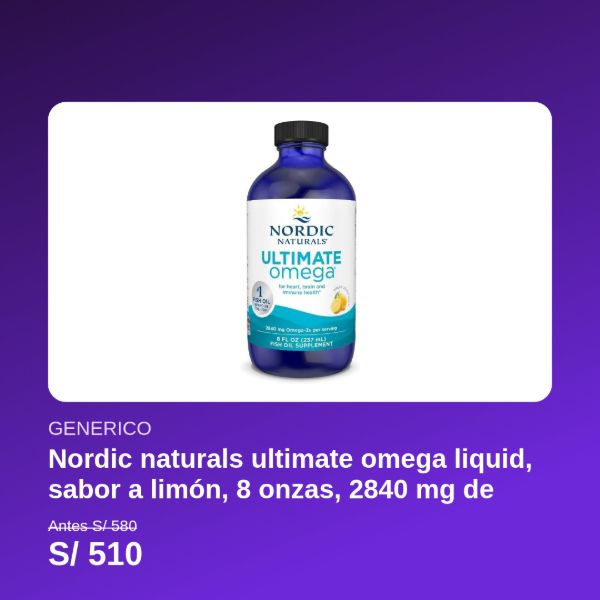 NORDIC
NATURALS®
ULTIMATE
omega®
for heart, brain and
immune health*
#1
FISH OIL
2840 mg Omega-3s per serving
8 FL OZ (237 mL)
FISH OIL SUPPLEMENT
GENERICO
Nordic naturals ultimate omega liquid,
sabor a limón, 8 onzas, 2840 mg de
Antes S/ 580
S/ 510